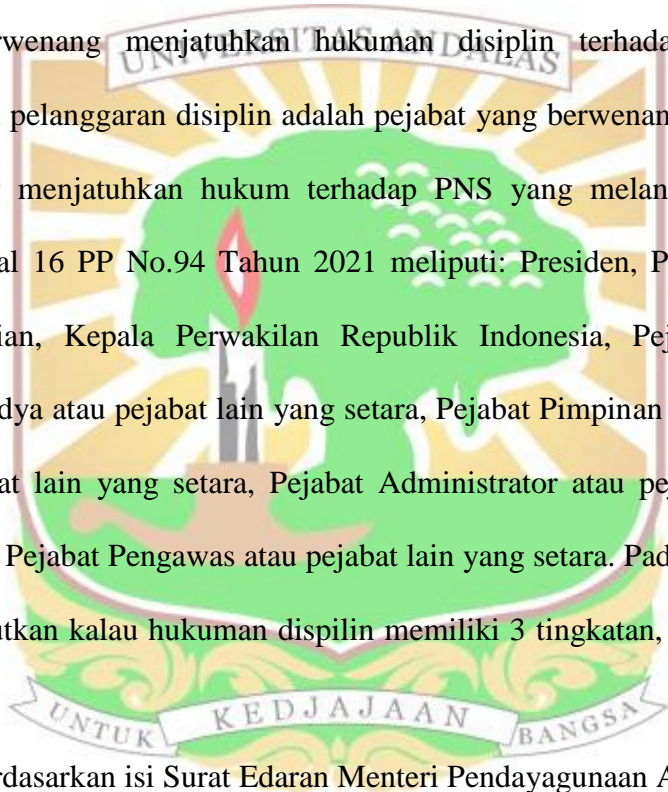 rwenang menjatuhkan hukuman disiplin terhada
UNIVERSITAS ANDALAS
pelanggaran disiplin adalah pejabat yang berwenan
menjatuhkan hukum terhadap PNS yang melan
al 16 PP No.94 Tahun 2021 meliputi: Presiden, P
ian, Kepala Perwakilan Republik Indonesia, Pej
dya atau pejabat lain yang setara, Pejabat Pimpinan
at lain yang setara, Pejabat Administrator atau pe
Pejabat Pengawas atau pejabat lain yang setara. Pad
utkan kalau hukuman dispilin memiliki 3 tingkatan,
UNTUK KEDJAJAAN BANGSA
rdasarkan isi Surat Edaran Menteri Pendayagunaan A